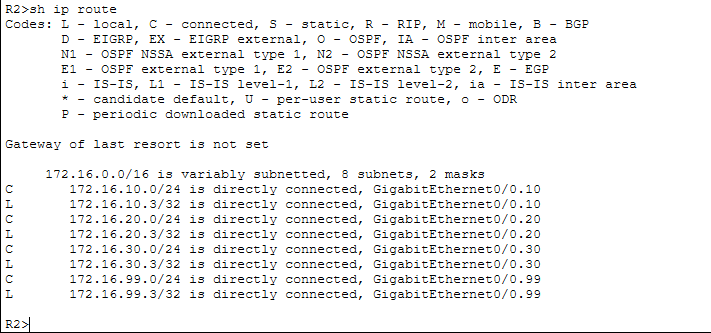 R2>sh ip route
Codes: L - local, C - connected, S - static, R - RIP, M - mobile, B - BGP
       D - EIGRP, EX - EIGRP external, O - OSPF, IA - OSPF inter area
       N1 - OSPF NSSA external type 1, N2 - OSPF NSSA external type 2
       E1 - OSPF external type 1, E2 - OSPF external type 2, E - EGP
       i - IS-IS, L1 - IS-IS level-1, L2 - IS-IS level-2, ia - IS-IS inter area
       * - candidate default, U - per-user static route, o - ODR
       P - periodic downloaded static route
Gateway of last resort is not set
     172.16.0.0/16 is variably subnetted, 8 subnets, 2 masks
C       172.16.10.0/24 is directly connected, GigabitEthernet0/0.10
L       172.16.10.3/32 is directly connected, GigabitEthernet0/0.10
C       172.16.20.0/24 is directly connected, GigabitEthernet0/0.20
L       172.16.20.3/32 is directly connected, GigabitEthernet0/0.20
C       172.16.30.0/24 is directly connected, GigabitEthernet0/0.30
L       172.16.30.3/32 is directly connected, GigabitEthernet0/0.30
C       172.16.99.0/24 is directly connected, GigabitEthernet0/0.99
L       172.16.99.3/32 is directly connected, GigabitEthernet0/0.99
R2>